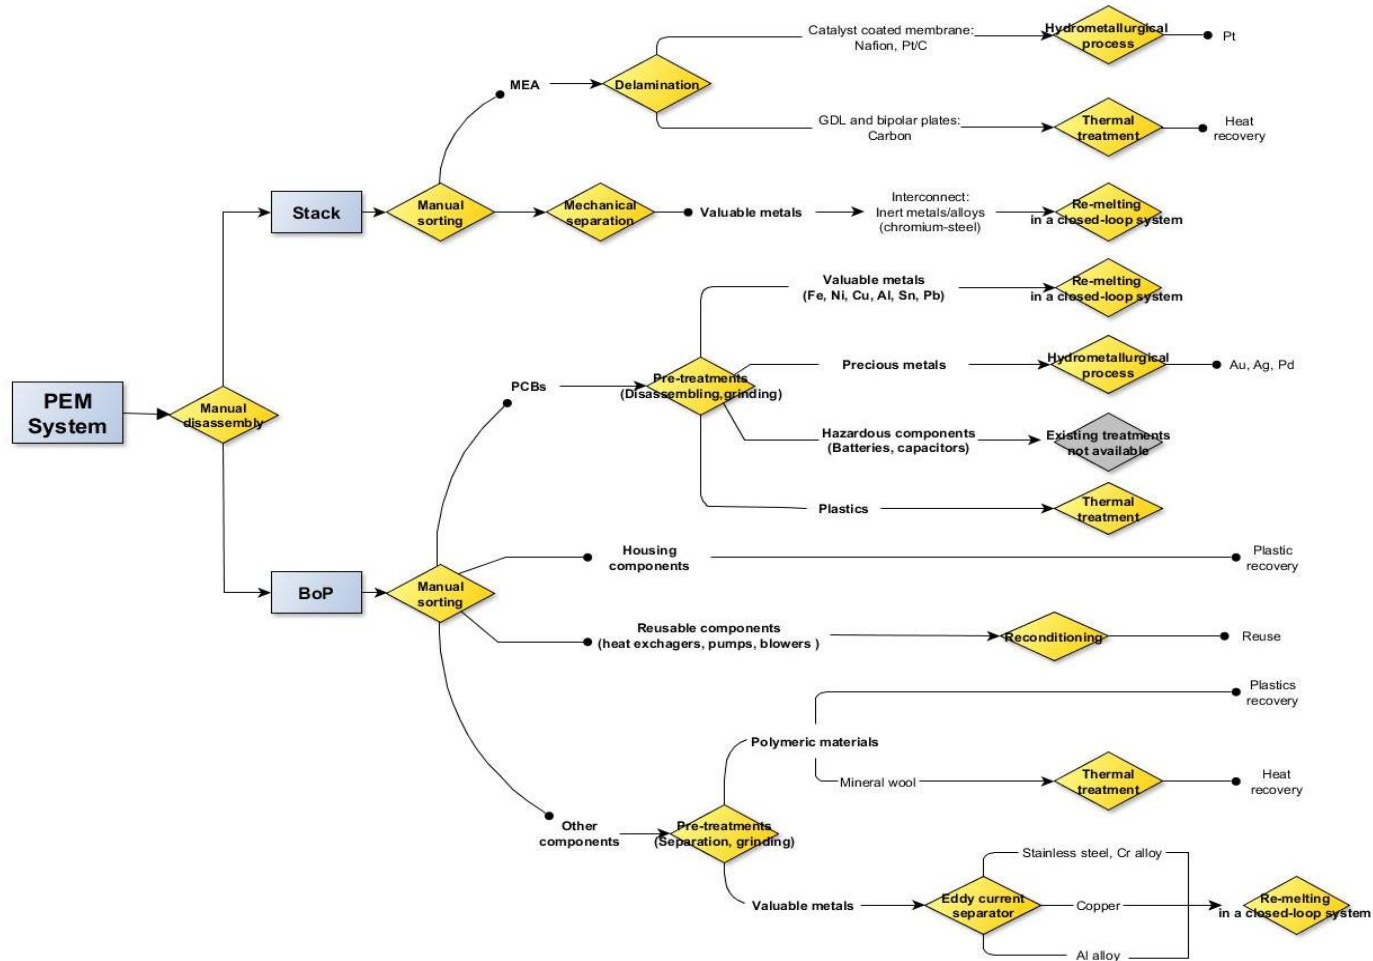 Catalyst coated membrane:
Nafion, Pt/C
Hydrometallurgical
process
Pt
MEA
Delamination
GDL and bipolar plates:
Carbon
Thermal
treatment
Heat
recovery
Stack
Manual
sorting
Mechanical
separation
Valuable metals
Interconnect:
Inert metals/alloys
(chromium-steel)
Re-melting
in a closed-loop system
Valuable metals
(Fe, Ni, Cu, Al, Sn, Pb)
Re-melting
in a closed-loop system
PCBs
Pre-treatments
(Disassembling,grinding)
Precious metals
Hydrometallurgical
process
Au, Ag, Pd
PEM
System
Manual
disassembly
Hazardous components
(Batteries, capacitors)
Existing treatments
not available
Plastics
Thermal
treatment
Housing
components
Plastic
recovery
BoP
Manual
sorting
Reusable components
(heat exchagers, pumps, blowers )
Reconditioning
Reuse
Plastics
recovery
Polymeric materials
Mineral wool
Thermal
treatment
Heat
recovery
Other
components
Pre-treatments
(Separation, grinding)
Stainless steel, Cr alloy
Valuable metals
Eddy current
separator
Copper
Re-melting
in a closed-loop system
Al alloy